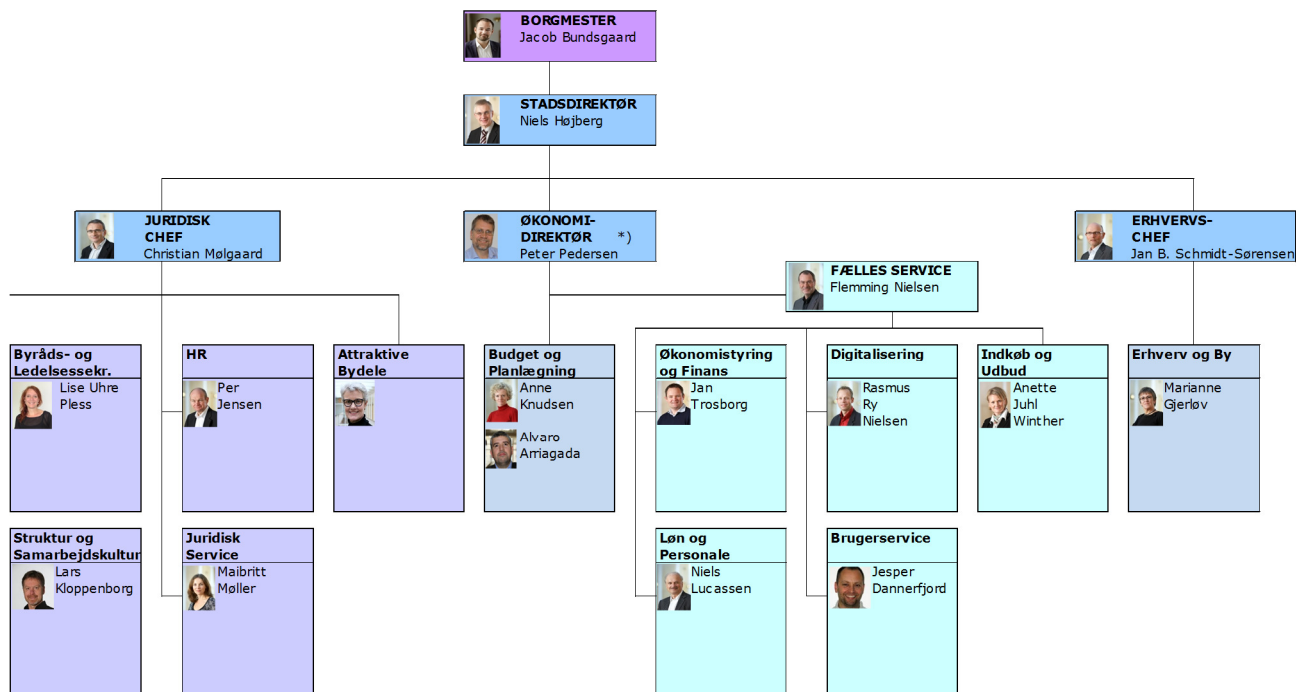 BORGMESTER
Jacob Bundsgaard
STADSDIREKTØR
Niels Højberg
JURIDISK
CHEF
Christian Mølgaard
ØKONOMI-
DIREKTØR *)
Peter Pedersen
ERHVERVS-
CHEF
Jan B. Schmidt-Sørensen
FÆLLES SERVICE
Flemming Nielsen
Byråds- og
Ledelsessekr.
Lise Uhre
Pless
HR
Per
Jensen
Attraktive
Bydele
Budget og
Planlægning
Anne
Knudsen
Alvaro
Arriagada
Økonomistyring
og Finans
Jan
Trosborg
Digitalisering
Rasmus
Ry
Nielsen
Indkøb og
Udbud
Anette
Juhl
Winther
Erhverv og By
Marianne
Gjerløv
Struktur og
Samarbejdskultur
Lars
Kloppenborg
Juridisk
Service
Maibritt
Møller
Løn og
Personale
Niels
Lucassen
Brugerservice
Jesper
Dannerfjord